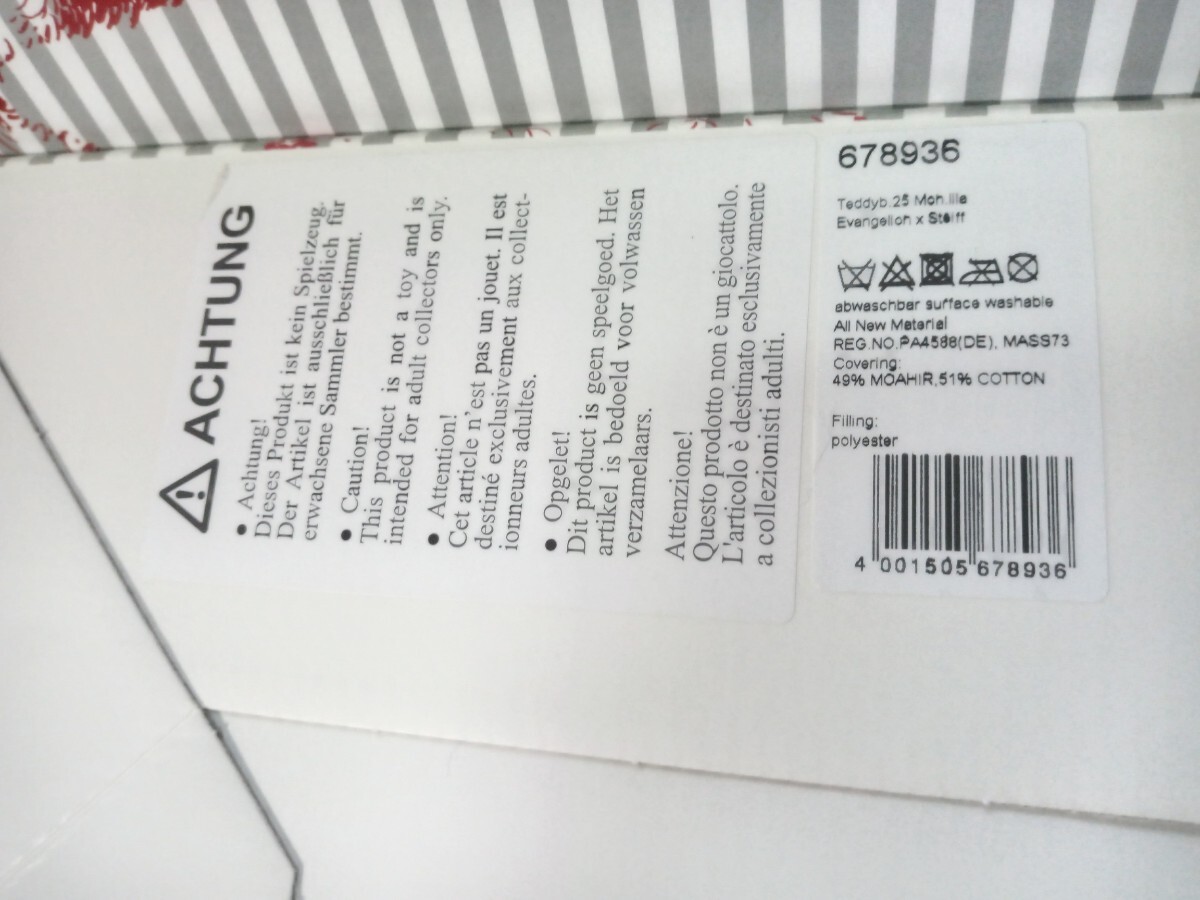 ⚠ ACHTUNG
• Achtung!
Dieses Produkt ist kein Spielzeug.
Der Artikel ist ausschließlich für
erwachsene Sammler bestimmt.
• Caution!
This product is not a toy and is
intended for adult collectors only.
• Attention!
Cet article n'est pas un jouet. Il est
destiné exclusivement aux collect-
ionneurs adultes.
• Opgelet!
Dit product is geen speelgoed. Het
artikel is bedoeld voor volwassen
verzamelaars.
Attenzione!
Questo prodotto non è un giocattolo.
L'articolo è destinato esclusivamente
a collezionisti adulti.
678936
Teddyb.25 Moh.lila
Evangelion x Steiff
abwaschbar surface washable
All New Material
REG.NO.PA4588(DE), MASS73
Covering:
49% MOAHIR,51% COTTON
Filling:
polyester
4 001505 678936